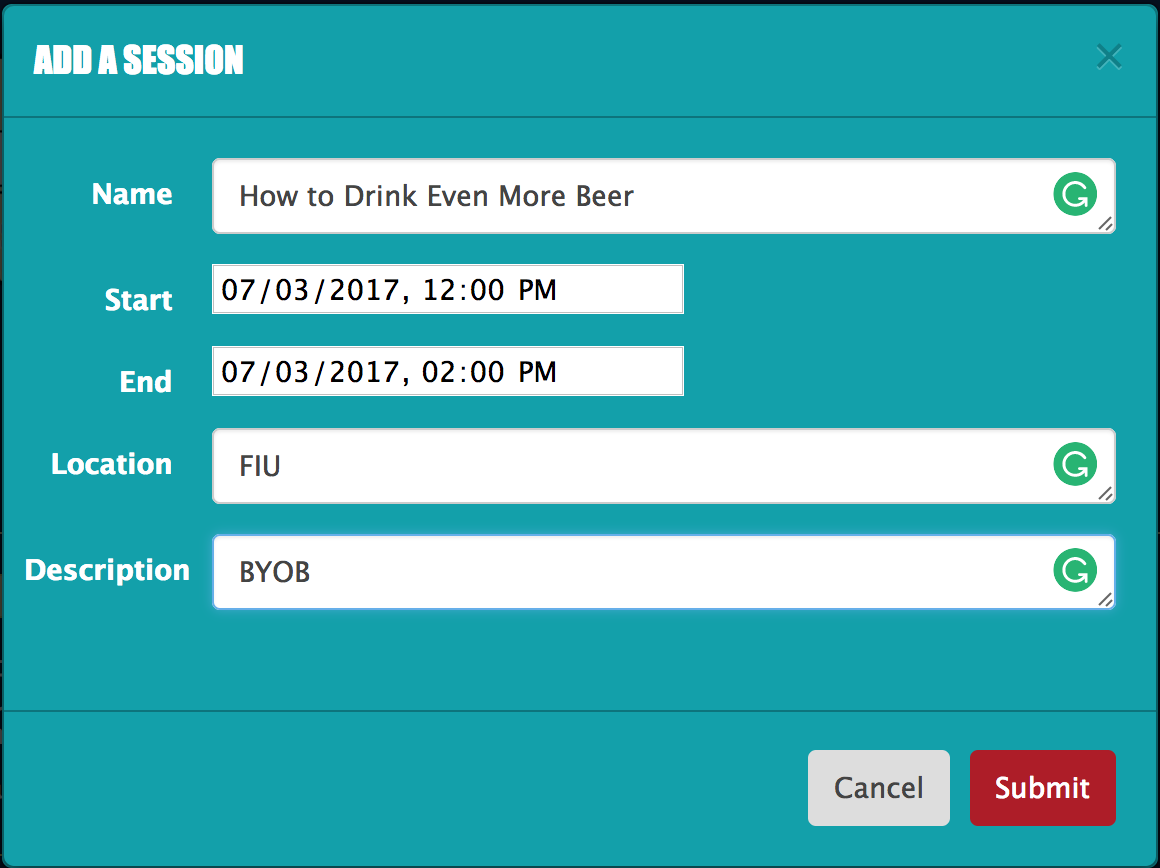 ADD A SESSION
Name How to Drink Even More Beer
Start 07/03/2017, 12:00 PM
End 07/03/2017, 02:00 PM
Location FIU
Description BYOB
Cancel Submit